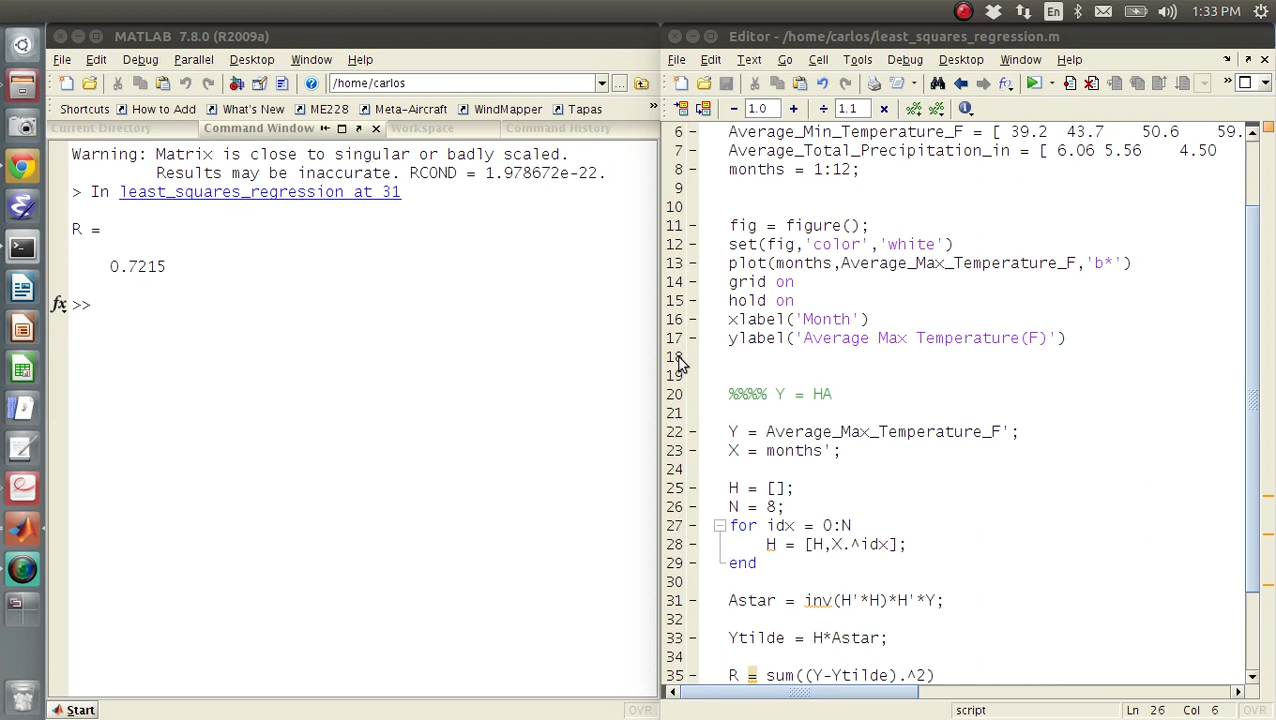 En
1:33 PM
MATLAB 7.8.0 (R2009a)
File Edit Debug Parallel Desktop Window Help
/home/carlos
Shortcuts How to Add What's New ME228 Meta-Aircraft WindMapper Tapas
Current Directory Command Window Workspace Command History
Warning: Matrix is close to singular or badly scaled.
Results may be inaccurate. RCOND = 1.978672e-22.
> In least_squares_regression at 31
R =
0.7215
fx >>
Start
OVR
Editor - /home/carlos/least_squares_regression.m
File Edit Text Go Cell Tools Debug Desktop Window Help
1.0 1.1
6 Average_Min_Temperature_F = [ 39.2 43.7 50.6 59.
7 Average_Total_Precipitation_in = [ 6.06 5.56 4.50
8 months = 1:12;
9
10
11 fig = figure();
12 set(fig,'color','white')
13 plot(months,Average_Max_Temperature_F,'b*')
14 grid on
15 hold on
16 xlabel('Month')
17 ylabel('Average Max Temperature(F)')
18
19
20 %%%% Y = HA
21
22 Y = Average_Max_Temperature_F';
23 X = months';
24
25 H = [];
26 N = 8;
27 for idx = 0:N
28 H = [H,X.^idx];
29 end
30
31 Astar = inv(H'*H)*H'*Y;
32
33 Ytilde = H*Astar;
34
35 R = sum((Y-Ytilde).^2)
script Ln 26 Col 6 OVR